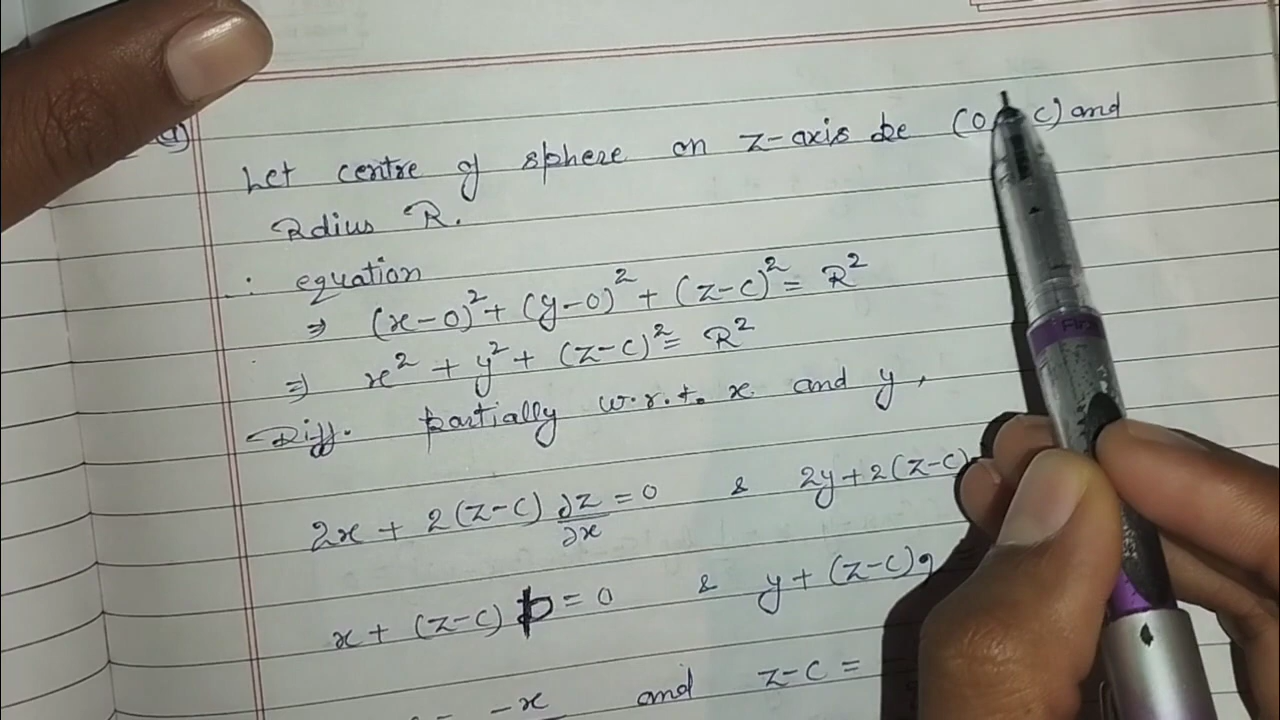 (a)
Let centre of sphere on z-axis be (0, c) and
Rdius R.
∴ equation
⇒ (x-0)² + (y-0)² + (z-c)² = R²
⇒ x² + y² + (z-c)² = R²
Diff. partially w.r.t. x and y,
2x + 2(z-c) ∂z/∂x = 0 & 2y + 2(z-c)
x + (z-c) p = 0 & y + (z-c) q
-x and z-c =